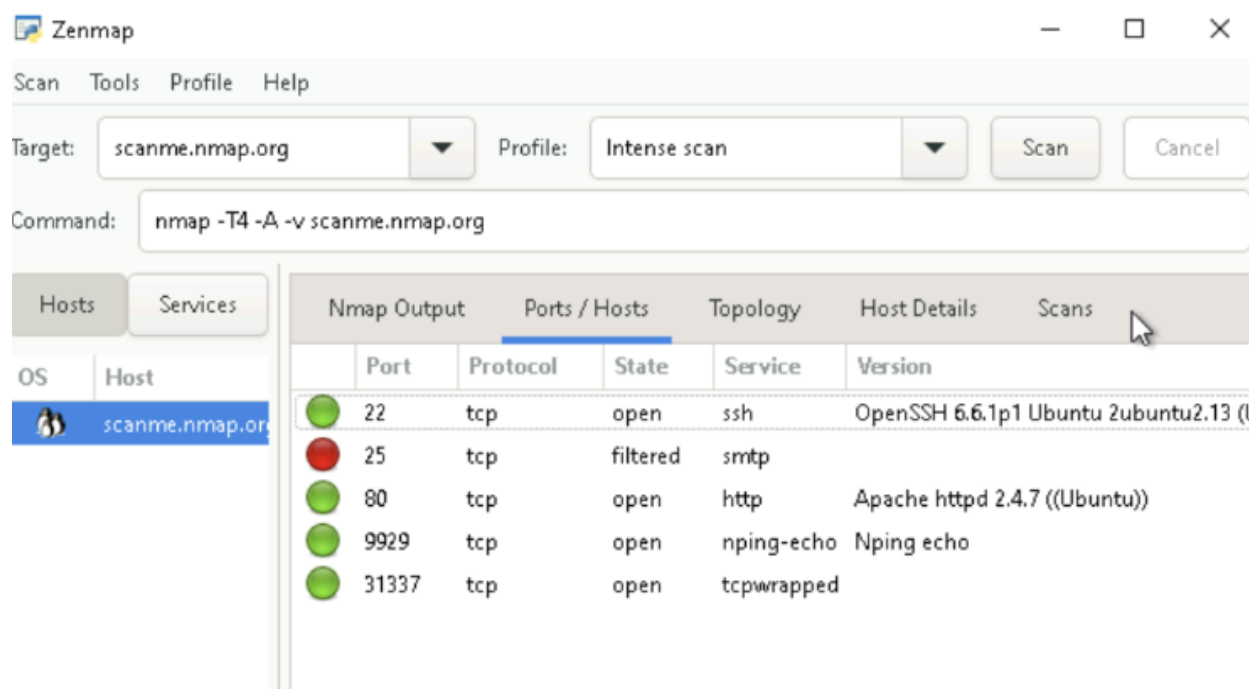 Zenmap
Scan Tools Profile Help
Target: scanme.nmap.org Profile: Intense scan Scan Cancel
Command: nmap -T4 -A -v scanme.nmap.org
Hosts Services Nmap Output Ports / Hosts Topology Host Details Scans
OS Host Port Protocol State Service Version
scanme.nmap.or 22 tcp open ssh OpenSSH 6.6.1p1 Ubuntu 2ubuntu2.13 (
25 tcp filtered smtp
80 tcp open http Apache httpd 2.4.7 ((Ubuntu))
9929 tcp open nping-echo Nping echo
31337 tcp open tcpwrapped